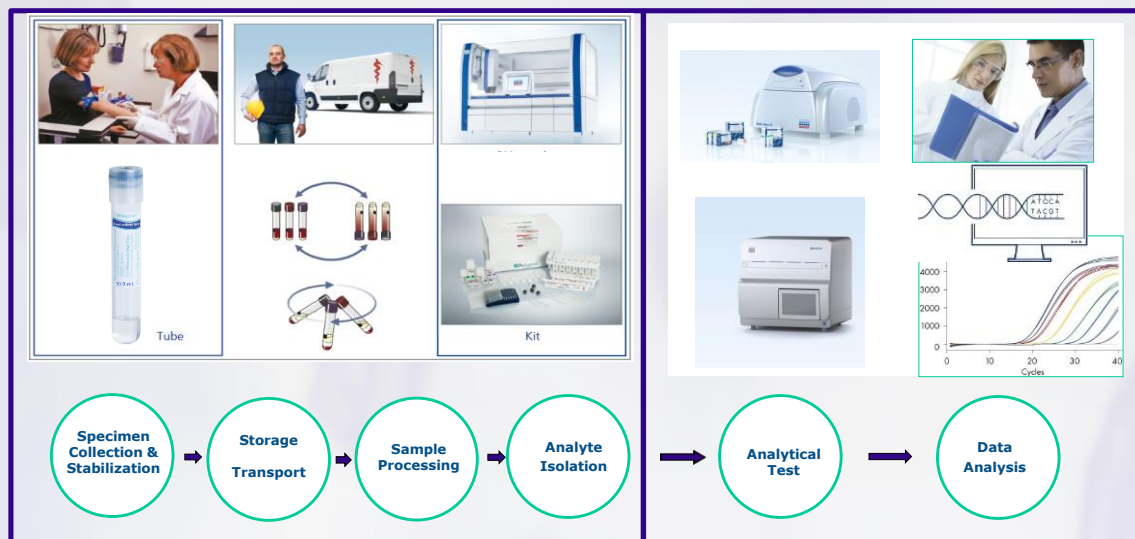 Tube
Kit
ATOCA
TACGT
4000
3000
2000
1000
0
0
10
20
30
40
Cycles
Specimen
Collection &
Stabilization
Storage
Transport
Sample
Processing
Analyte
Isolation
Analytical
Test
Data
Analysis